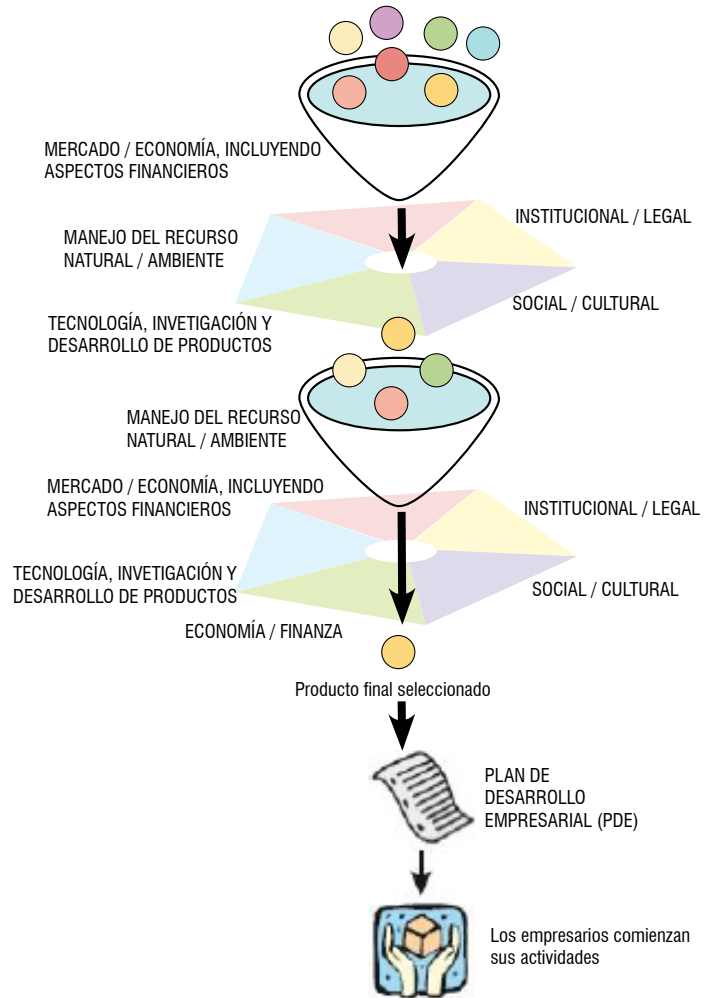 MERCADO / ECONOMÍA, INCLUYENDO
ASPECTOS FINANCIEROS
INSTITUCIONAL / LEGAL
MANEJO DEL RECURSO
NATURAL / AMBIENTE
SOCIAL / CULTURAL
TECNOLOGÍA, INVETIGACIÓN Y
DESARROLLO DE PRODUCTOS
MANEJO DEL RECURSO
NATURAL / AMBIENTE
MERCADO / ECONOMÍA, INCLUYENDO
ASPECTOS FINANCIEROS
INSTITUCIONAL / LEGAL
TECNOLOGÍA, INVETIGACIÓN Y
DESARROLLO DE PRODUCTOS
SOCIAL / CULTURAL
ECONOMÍA / FINANZA
Producto final seleccionado
PLAN DE
DESARROLLO
EMPRESARIAL (PDE)
Los empresarios comienzan
sus actividades